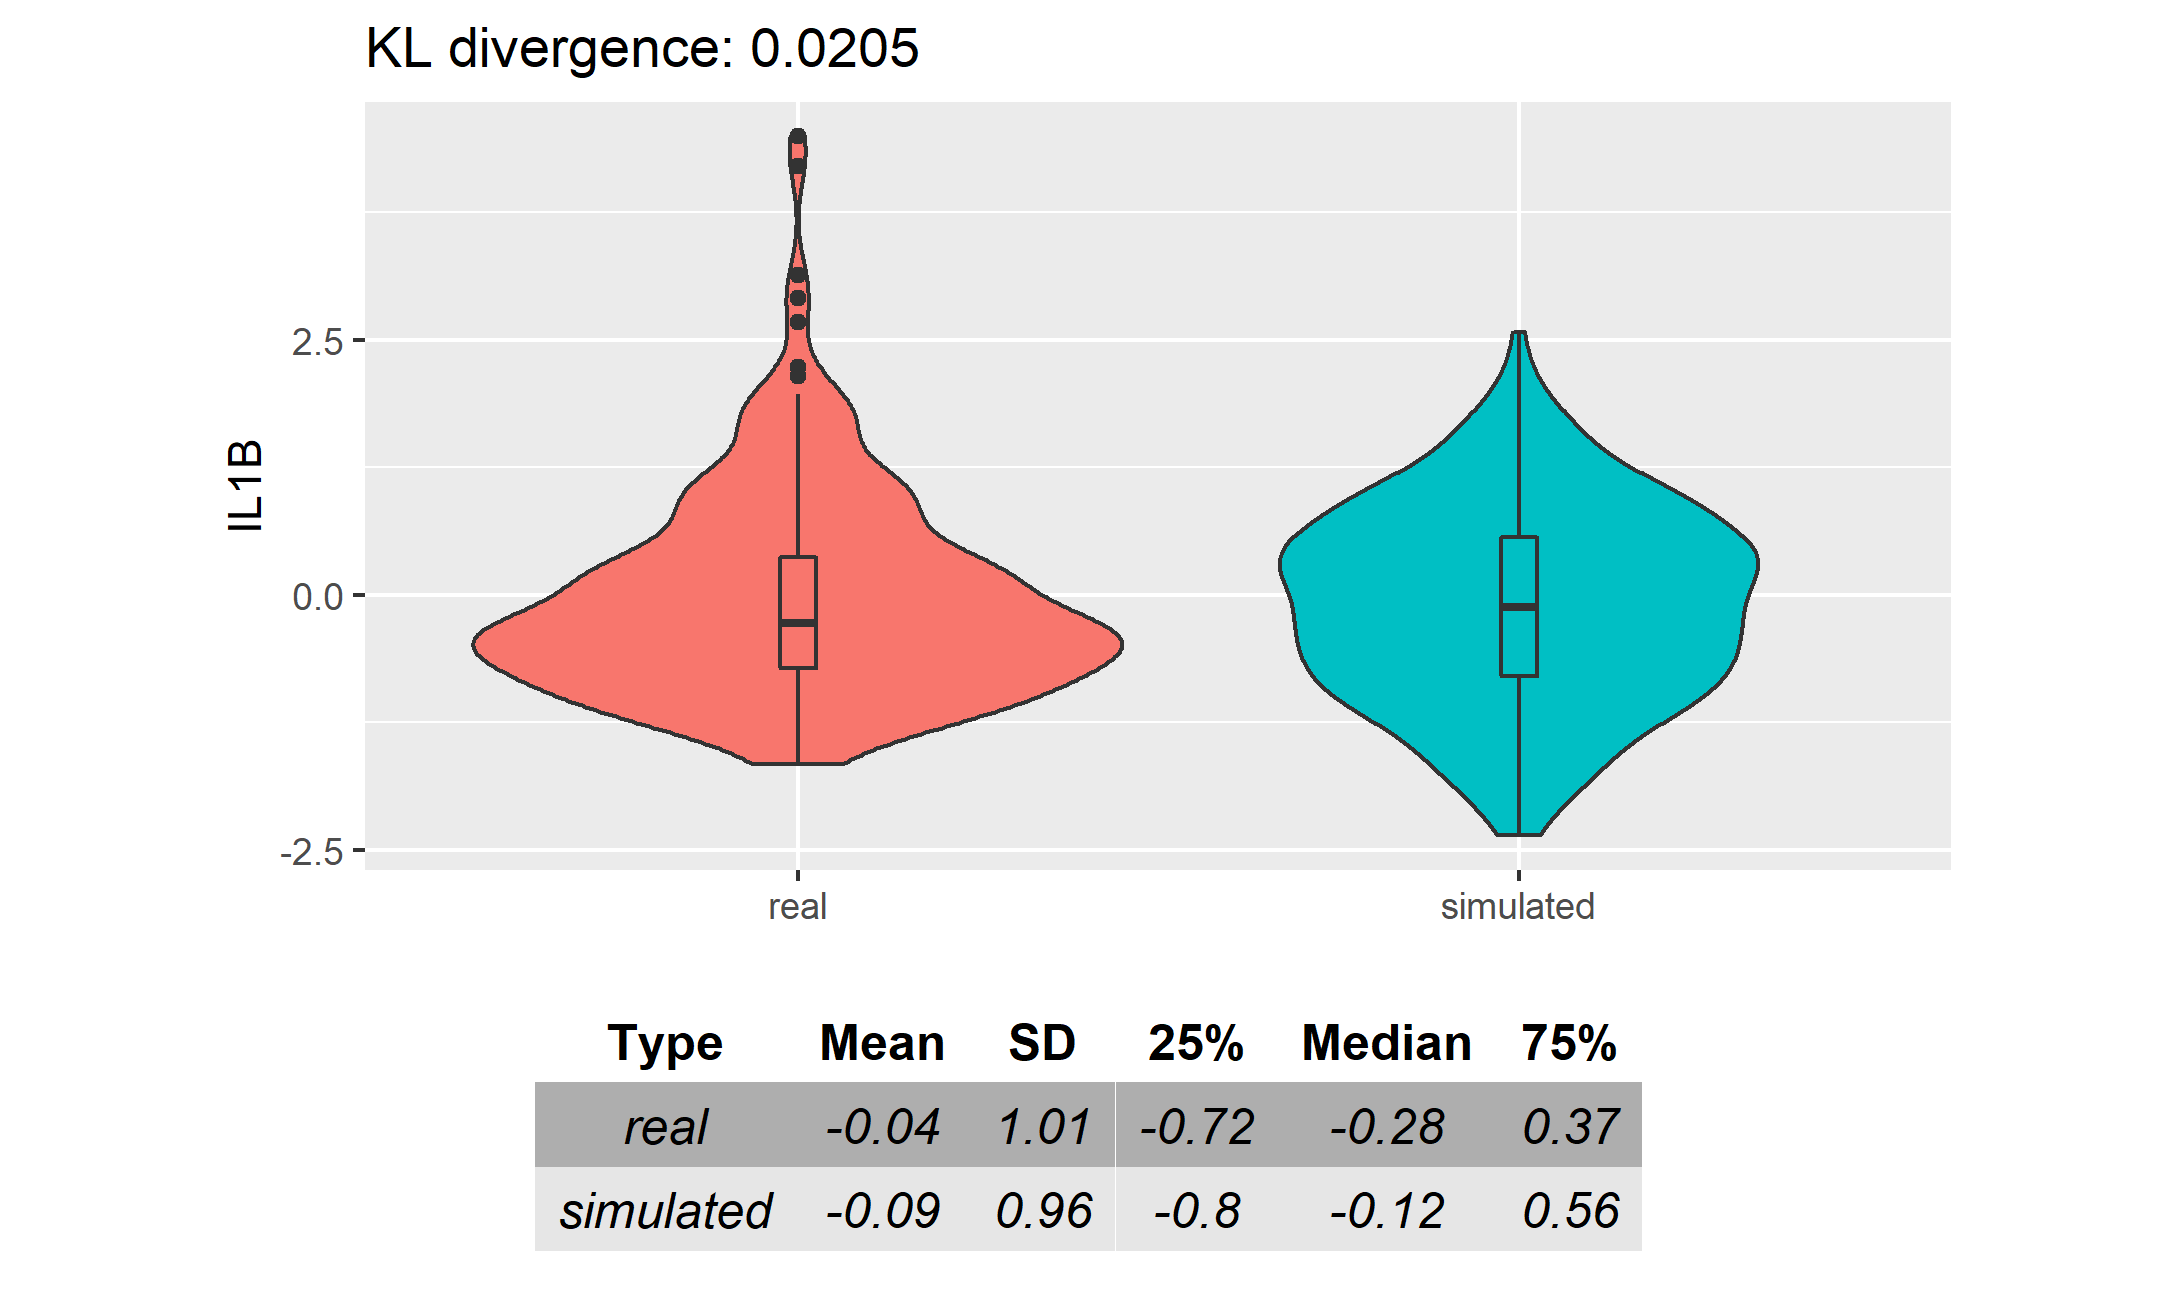 KL divergence: 0.0205
IL1B
2.5
0.0
-2.5
real simulated
Type Mean SD 25% Median 75%
real -0.04 1.01 -0.72 -0.28 0.37
simulated -0.09 0.96 -0.8 -0.12 0.56